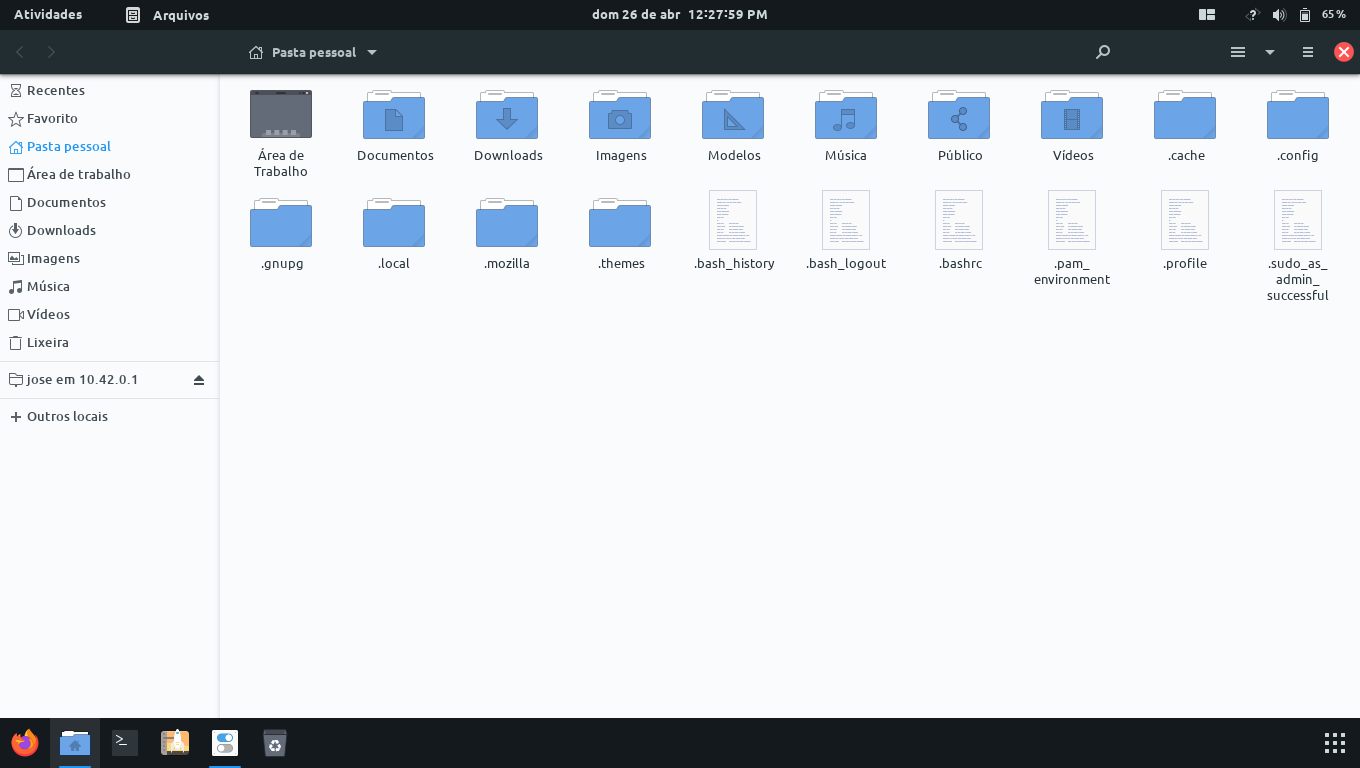 Atividades
Arquivos
dom 26 de abr 12:27:59 PM
65 %
Pasta pessoal
Recentes
Favorito
Pasta pessoal
Área de trabalho
Documentos
Downloads
Imagens
Música
Vídeos
Lixeira
jose em 10.42.0.1
Outros locais
Área de
Trabalho
Documentos
Downloads
Imagens
Modelos
Música
Público
Vídeos
.cache
.config
.gnupg
.local
.mozilla
.themes
.bash_history
.bash_logout
.bashrc
.pam_
environment
.profile
.sudo_as_
admin_
successful